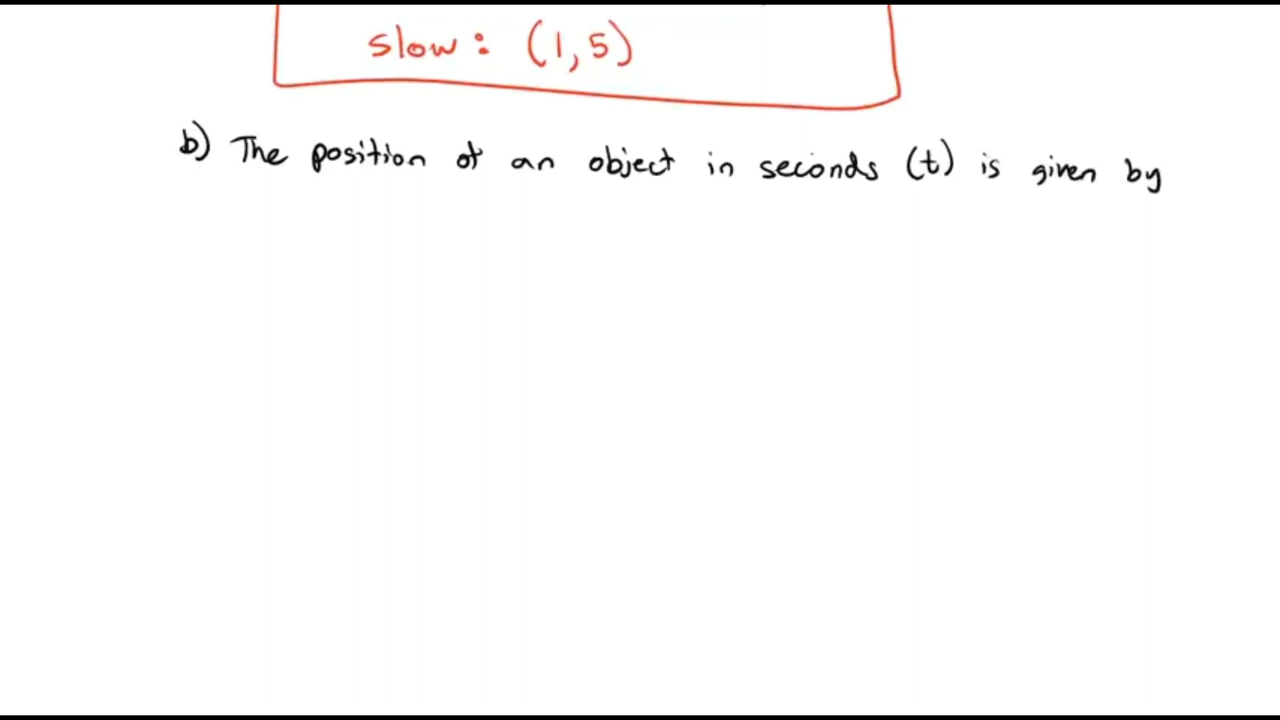 slow: (1,5)
b) The position of an object in seconds (t) is given by